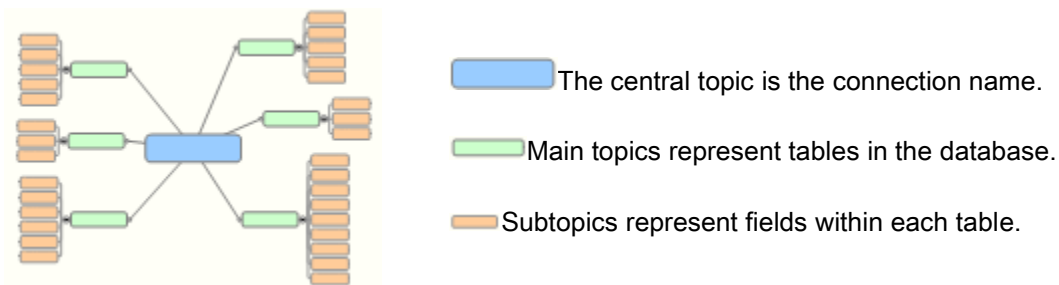 The central topic is the connection name.
Main topics represent tables in the database.
Subtopics represent fields within each table.